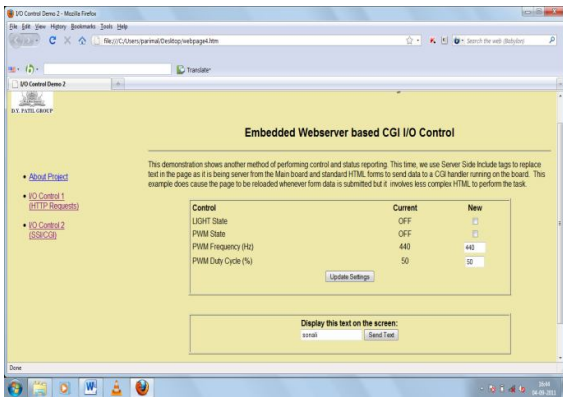 I/O Control Demo 2 - Mozilla Firefox
File Edit View History Bookmarks Tools Help
file:///C:/Users/parimal/Desktop/webpage4.htm
Search the web (Babylon)
Translate
I/O Control Demo 2
D.Y. PATIL GROUP
Embedded Webserver based CGI I/O Control
About Project
I/O Control 1
(HTTP Requests)
I/O Control 2
(SSI/CGI)
This demonstration shows another method of performing control and status reporting. This time, we use Server Side Include tags to replace
text in the page as it is being server from the Main board and standard HTML forms to send data to a CGI handler running on the board. This
example does cause the page to be reloaded whenever form data is submitted but it involves less complex HTML to perform the task.
Control Current New
LIGHT State OFF
PWM State OFF
PWM Frequency (Hz) 440 440
PWM Duty Cycle (%) 50 50
Update Settings
Display this text on the screen:
sonali Send Text
Done